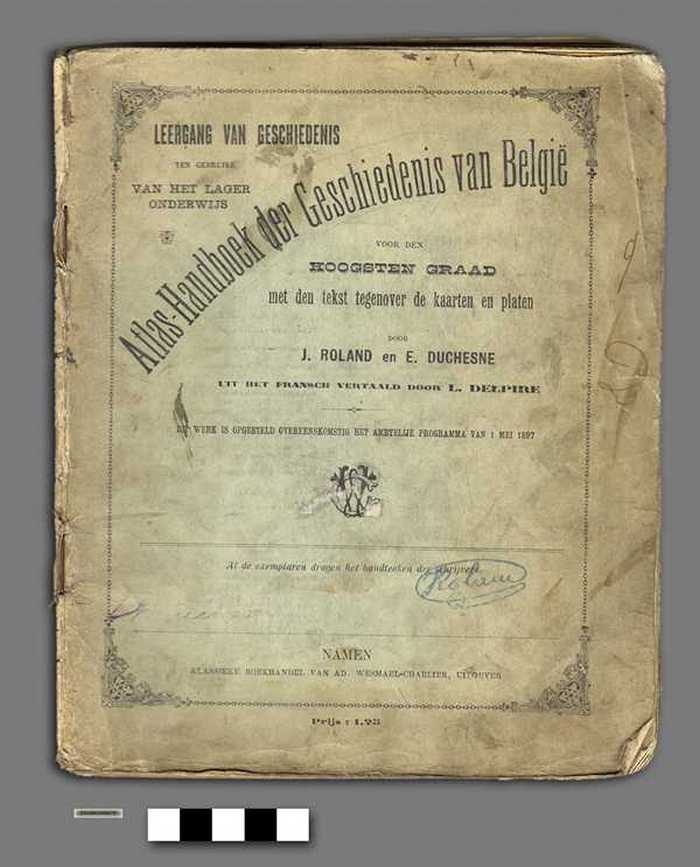 LEERGANG VAN GESCHIEDENIS
TEN GEBRUIKE
VAN HET LAGER
ONDERWIJS
Atlas-Handboek der Geschiedenis van België
VOOR DEN
HOOGSTEN GRAAD
met den tekst tegenover de kaarten en platen
DOOR
J. ROLAND en E. DUCHESNE
UIT HET FRANSCH VERTAALD DOOR L. DELPIRE
DIT WERK IS OPGESTELD OVEREENKOMSTIG HET AMBTELIJK PROGRAMMA VAN 1 MEI 1897
Al de exemplaren dragen het handteeken der schrijvers.
Roland
NAMEN
KLASSIEKE BOEKHANDEL VAN AD. WESMAEL-CHARLIER, UITGEVER
Prijs : 1.25